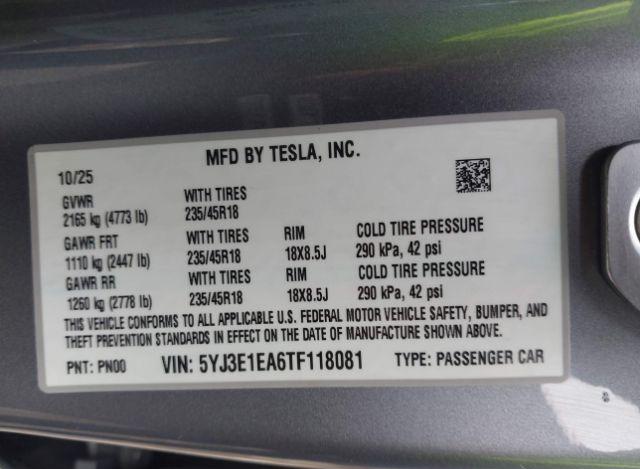 MFD BY TESLA, INC.
10/25
GVWR WITH TIRES
2165 kg (4773 lb) 235/45R18
GAWR FRT WITH TIRES RIM COLD TIRE PRESSURE
1110 kg (2447 lb) 235/45R18 18X8.5J 290 kPa, 42 psi
GAWR RR WITH TIRES RIM COLD TIRE PRESSURE
1260 kg (2778 lb) 235/45R18 18X8.5J 290 kPa, 42 psi
THIS VEHICLE CONFORMS TO ALL APPLICABLE U.S. FEDERAL MOTOR VEHICLE SAFETY, BUMPER, AND
THEFT PREVENTION STANDARDS IN EFFECT ON THE DATE OF MANUFACTURE SHOWN ABOVE.
PNT: PN00 VIN: 5YJ3E1EA6TF118081 TYPE: PASSENGER CAR